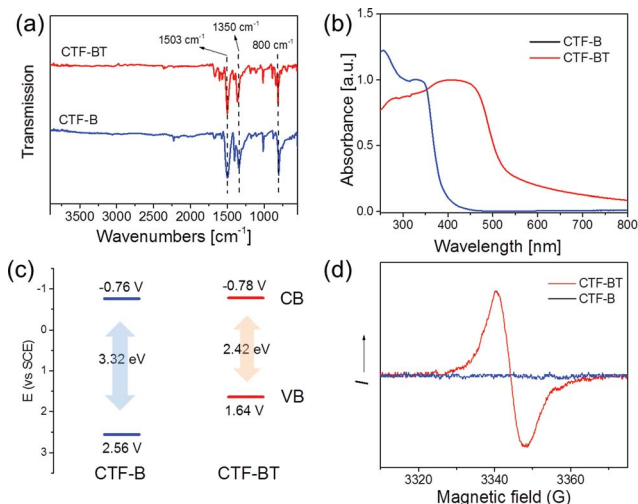 (a)
1350 cm-1
1503 cm-1
800 cm-1
CTF-BT
CTF-B
Transmission
3500 3000 2500 2000 1500 1000
Wavenumbers [cm-1]
(b)
1.5
1.0
0.5
0.0
Absorbance [a.u.]
CTF-B
CTF-BT
300 400 500 600 700 800
Wavelength [nm]
(c)
-1
0
1
2
3
E (vs SCE)
-0.76 V
-0.78 V
CB
3.32 eV
2.42 eV
VB
1.64 V
2.56 V
CTF-B
CTF-BT
(d)
CTF-BT
CTF-B
I
3320 3340 3360
Magnetic field (G)